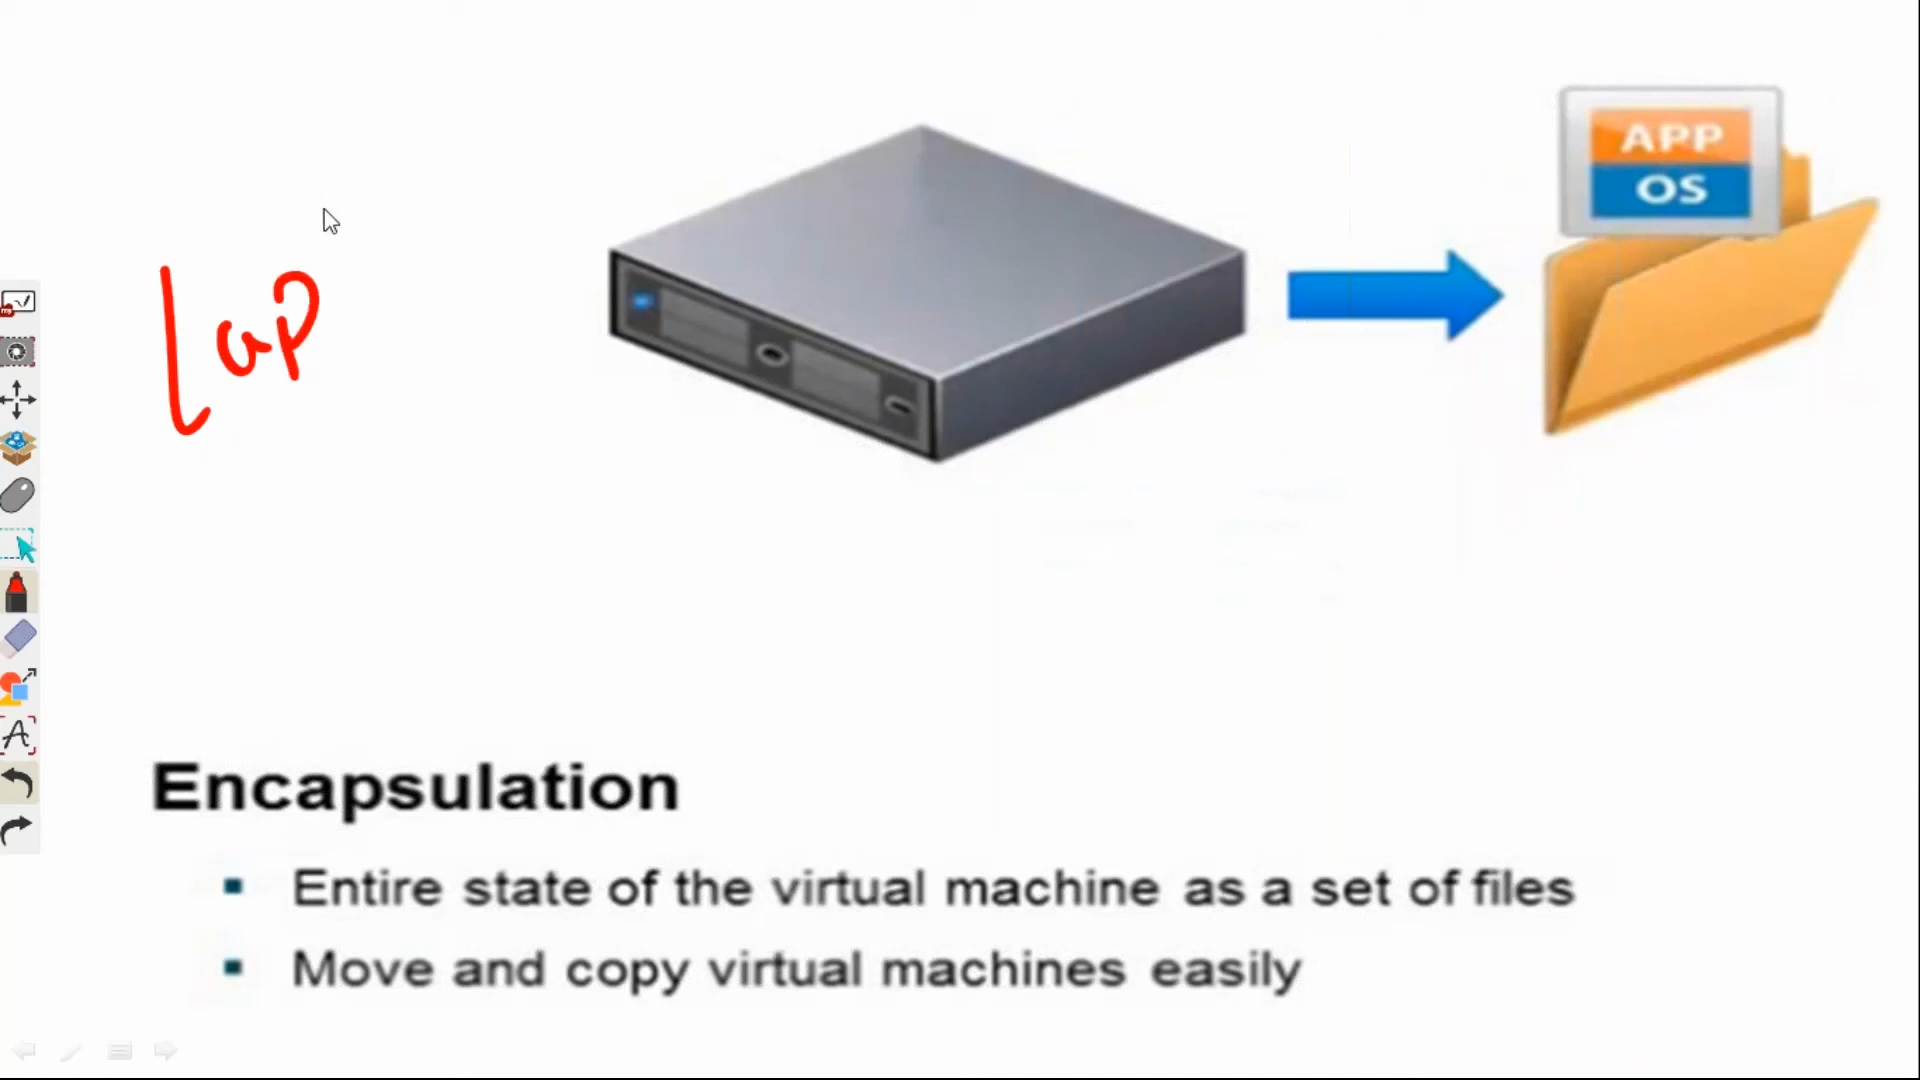 APP
OS
Lap
Encapsulation
▪ Entire state of the virtual machine as a set of files
▪ Move and copy virtual machines easily